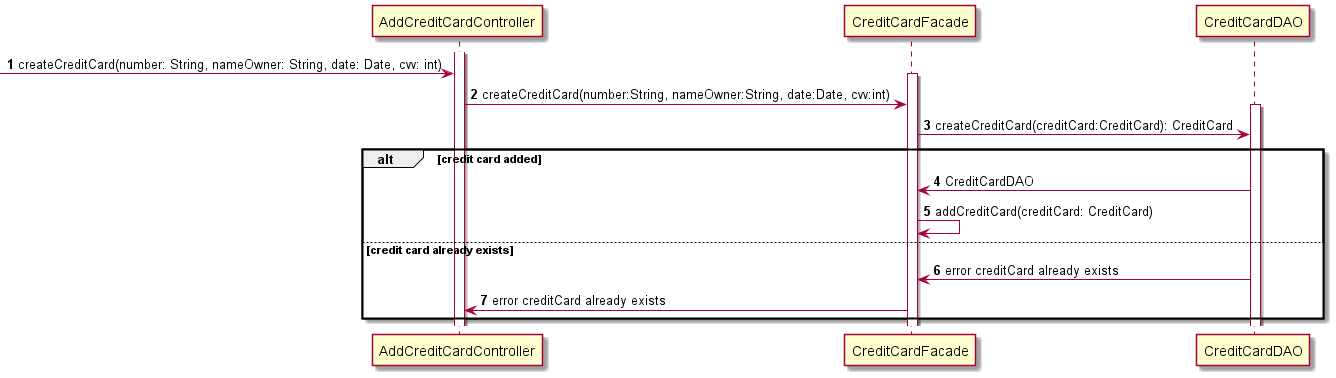 AddCreditCardController
CreditCardFacade
CreditCardDAO
1 createCreditCard(number: String, nameOwner: String, date: Date, cvv: int)
2 createCreditCard(number:String, nameOwner:String, date:Date, cvv:int)
3 createCreditCard(creditCard:CreditCard): CreditCard
alt [credit card added]
4 CreditCardDAO
5 addCreditCard(creditCard: CreditCard)
[credit card already exists]
6 error creditCard already exists
7 error creditCard already exists
AddCreditCardController
CreditCardFacade
CreditCardDAO